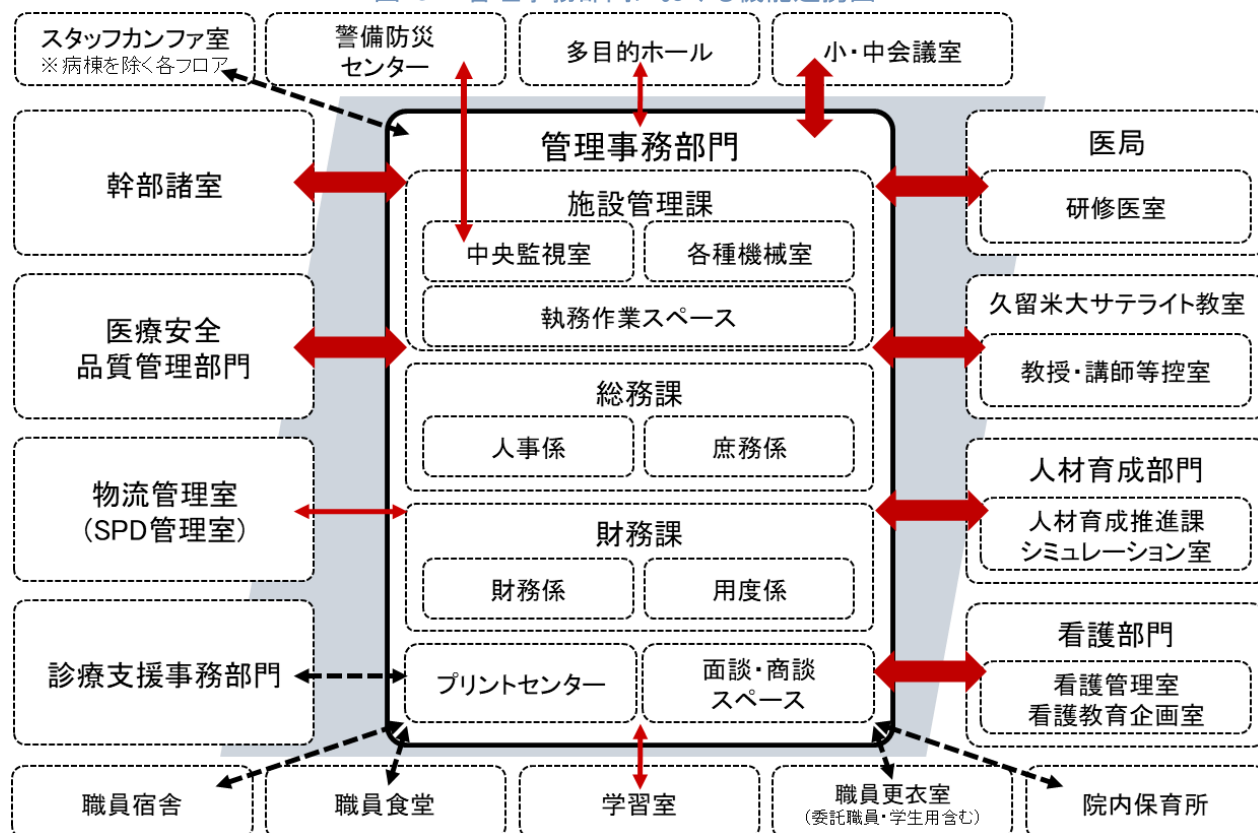 スタッフカンファ室
※病棟を除く各フロア
警備防災
センター
多目的ホール
小・中会議室
幹部諸室
医療安全
品質管理部門
物流管理室
(SPD管理室)
診療支援事務部門
管理事務部門
施設管理課
中央監視室
各種機械室
執務作業スペース
総務課
人事係
庶務係
財務課
財務係
用度係
プリントセンター
面談・商談
スペース
医局
研修医室
久留米大サテライト教室
教授・講師等控室
人材育成部門
人材育成推進課
シミュレーション室
看護部門
看護管理室
看護教育企画室
職員宿舎
職員食堂
学習室
職員更衣室
(委託職員・学生用含む)
院内保育所